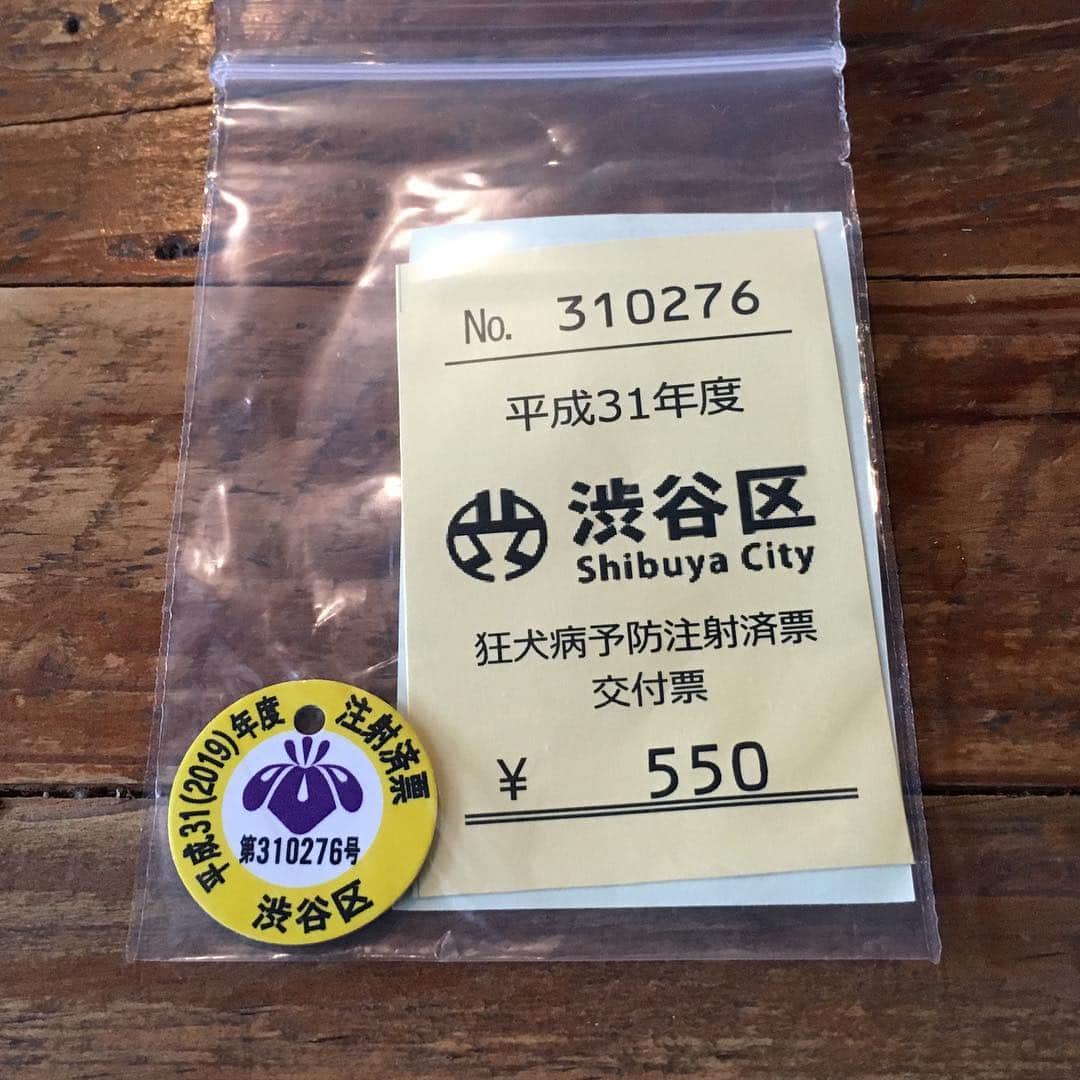 No. 310276
平成31年度
渋谷区
Shibuya City
狂犬病予防注射済票
交付票
¥ 550
平成31(2019)年度 注射済票
第310276号
渋谷区